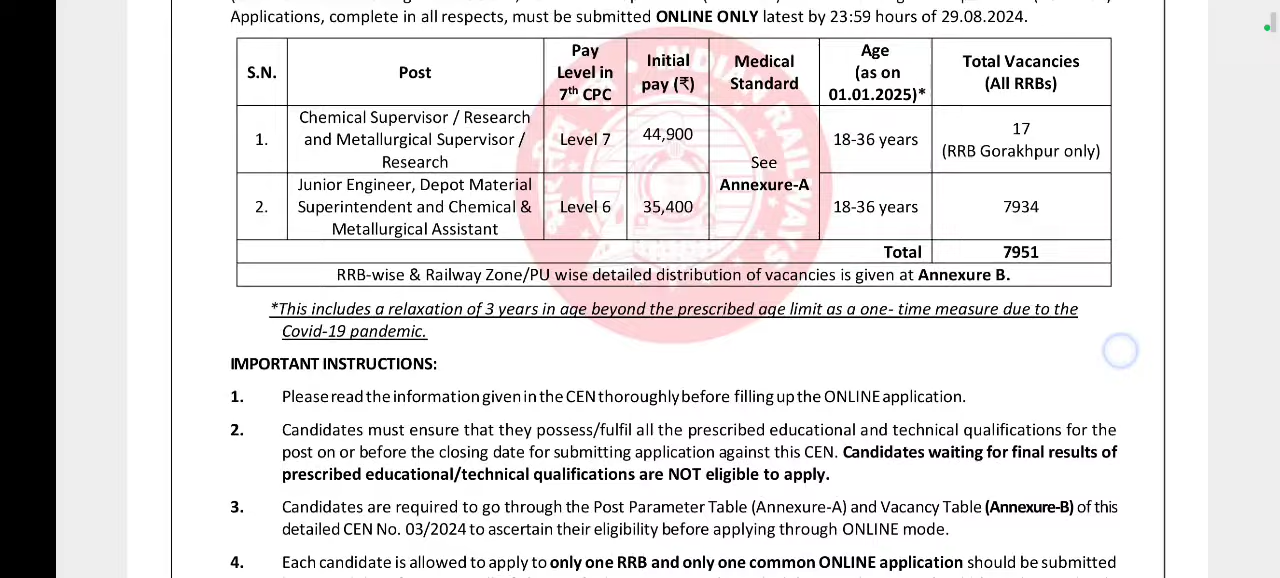 Applications, complete in all respects, must be submitted ONLINE ONLY latest by 23:59 hours of 29.08.2024.
S.N. Post Pay Level in 7th CPC Initial pay (₹) Medical Standard Age (as on 01.01.2025)* Total Vacancies (All RRBs)
1. Chemical Supervisor / Research and Metallurgical Supervisor / Research Level 7 44,900 See Annexure-A 18-36 years 17 (RRB Gorakhpur only)
2. Junior Engineer, Depot Material Superintendent and Chemical & Metallurgical Assistant Level 6 35,400 18-36 years 7934
Total 7951
RRB-wise & Railway Zone/PU wise detailed distribution of vacancies is given at Annexure B.
*This includes a relaxation of 3 years in age beyond the prescribed age limit as a one- time measure due to the
Covid-19 pandemic.
IMPORTANT INSTRUCTIONS:
1. Please read the information given in the CEN thoroughly before filling up the ONLINE application.
2. Candidates must ensure that they possess/fulfil all the prescribed educational and technical qualifications for the
post on or before the closing date for submitting application against this CEN. Candidates waiting for final results of
prescribed educational/technical qualifications are NOT eligible to apply.
3. Candidates are required to go through the Post Parameter Table (Annexure-A) and Vacancy Table (Annexure-B) of this
detailed CEN No. 03/2024 to ascertain their eligibility before applying through ONLINE mode.
4. Each candidate is allowed to apply to only one RRB and only one common ONLINE application should be submitted
INDIAN RAILWAYS